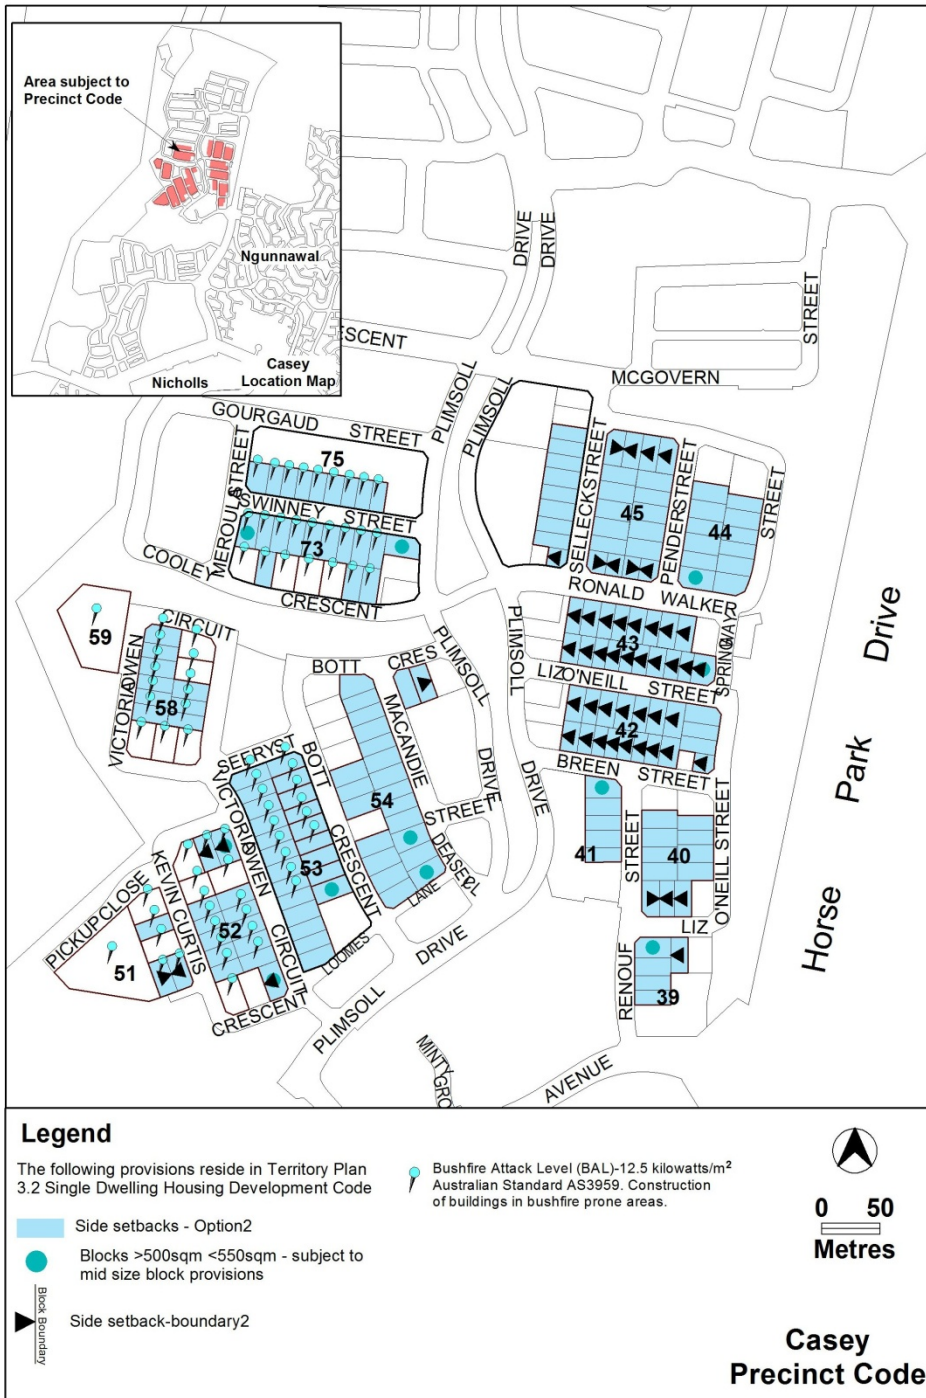 Area subject to
Precinct Code
Ngunnawal
Casey
Location Map
Nicholls
DRIVE
DRIVE
STREET
ESCENT
MCGOVERN
PLIMSOLL
PLIMSOLL
GOURGAUD STREET
75
MEROULA
STREET
SWINNEY STREET
73
COOLEY
CRESCENT
SELLECK STREET
45
PENDER STREET
44
STREET
RONALD WALKER
43
SPRING WAY
LIZ O'NEILL STREET
42
BREEN STREET
PLIMSOLL
DRIVE
PLIMSOLL
DRIVE
59
CIRCUIT
VICTORIA OWEN
58
BOTT CRES
MACANDIE
STREET
54
DEASE PL
LANE
SEERY ST
BOTT
CRESCENT
VICTORIA OWEN
CIRCUIT
53
LOUMES
41
STREET
RENOUF
40
O'NEILL STREET
LIZ
39
KEVIN CURTIS
CRESCENT
52
PICKUP CLOSE
51
PLIMSOLL
DRIVE
MINTY
GRO
AVENUE
Horse Park Drive
Legend
The following provisions reside in Territory Plan
3.2 Single Dwelling Housing Development Code
Side setbacks - Option2
Blocks >500sqm <550sqm - subject to
mid size block provisions
Block Boundary
Side setback-boundary2
Bushfire Attack Level (BAL)-12.5 kilowatts/m²
Australian Standard AS3959. Construction
of buildings in bushfire prone areas.
0 50
Metres
Casey
Precinct Code